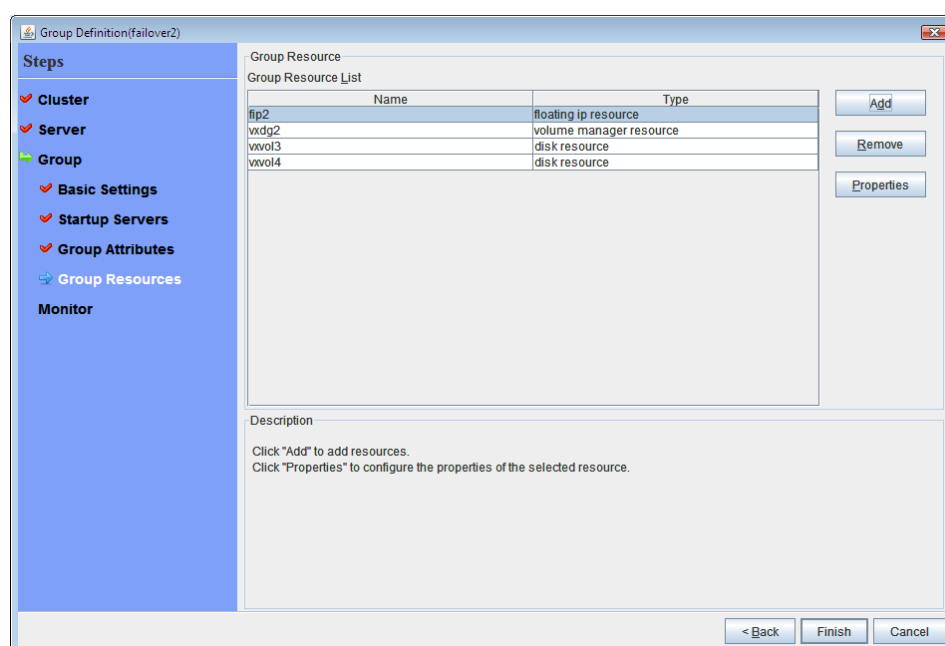 Group Definition(failover2)
Steps
Cluster
Server
Group
Basic Settings
Startup Servers
Group Attributes
Group Resources
Monitor
Group Resource
Group Resource List
Name Type
fip2 floating ip resource
vxdg2 volume manager resource
vxvol3 disk resource
vxvol4 disk resource
Add
Remove
Properties
Description
Click "Add" to add resources.
Click "Properties" to configure the properties of the selected resource.
< Back Finish Cancel